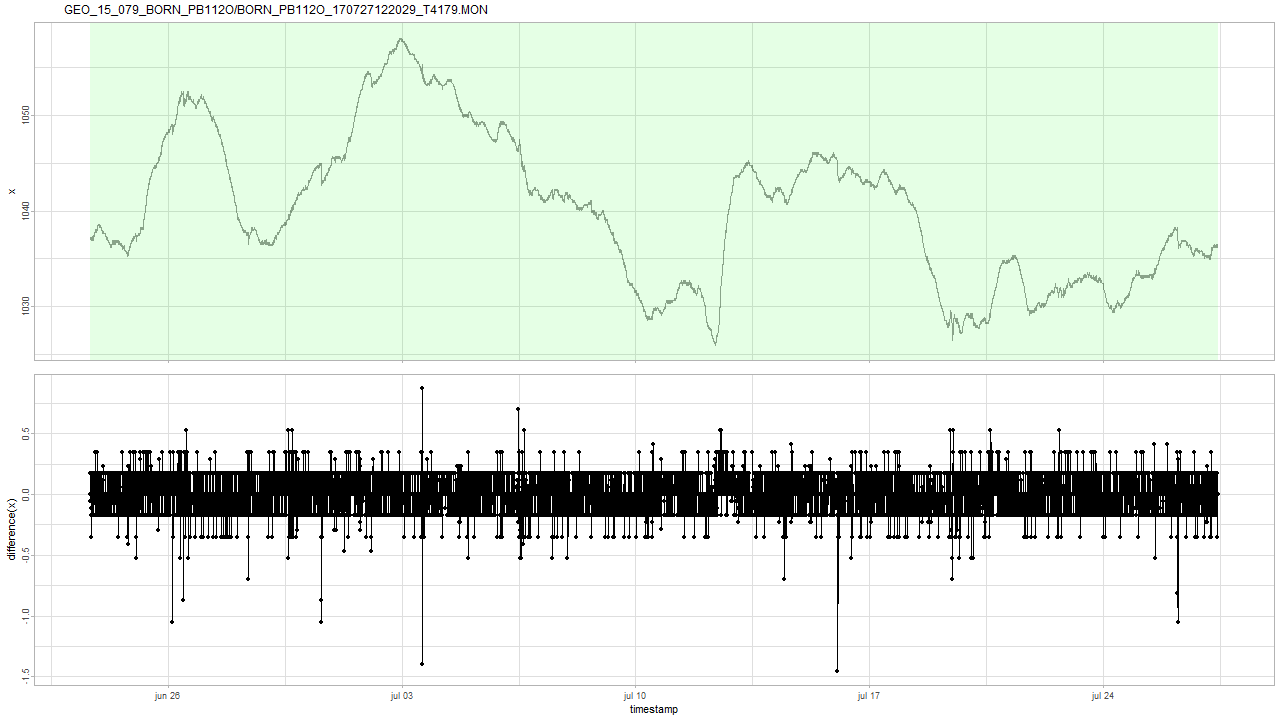 GEO_15_079_BORN_PB112O/BORN_PB112O_170727122029_T4179.MON
1060
1040
1030
x
0.5
0.0
-0.5
-1.0
-1.5
difference(x)
jun 26
jul 03
jul 10
jul 17
jul 24
timestamp